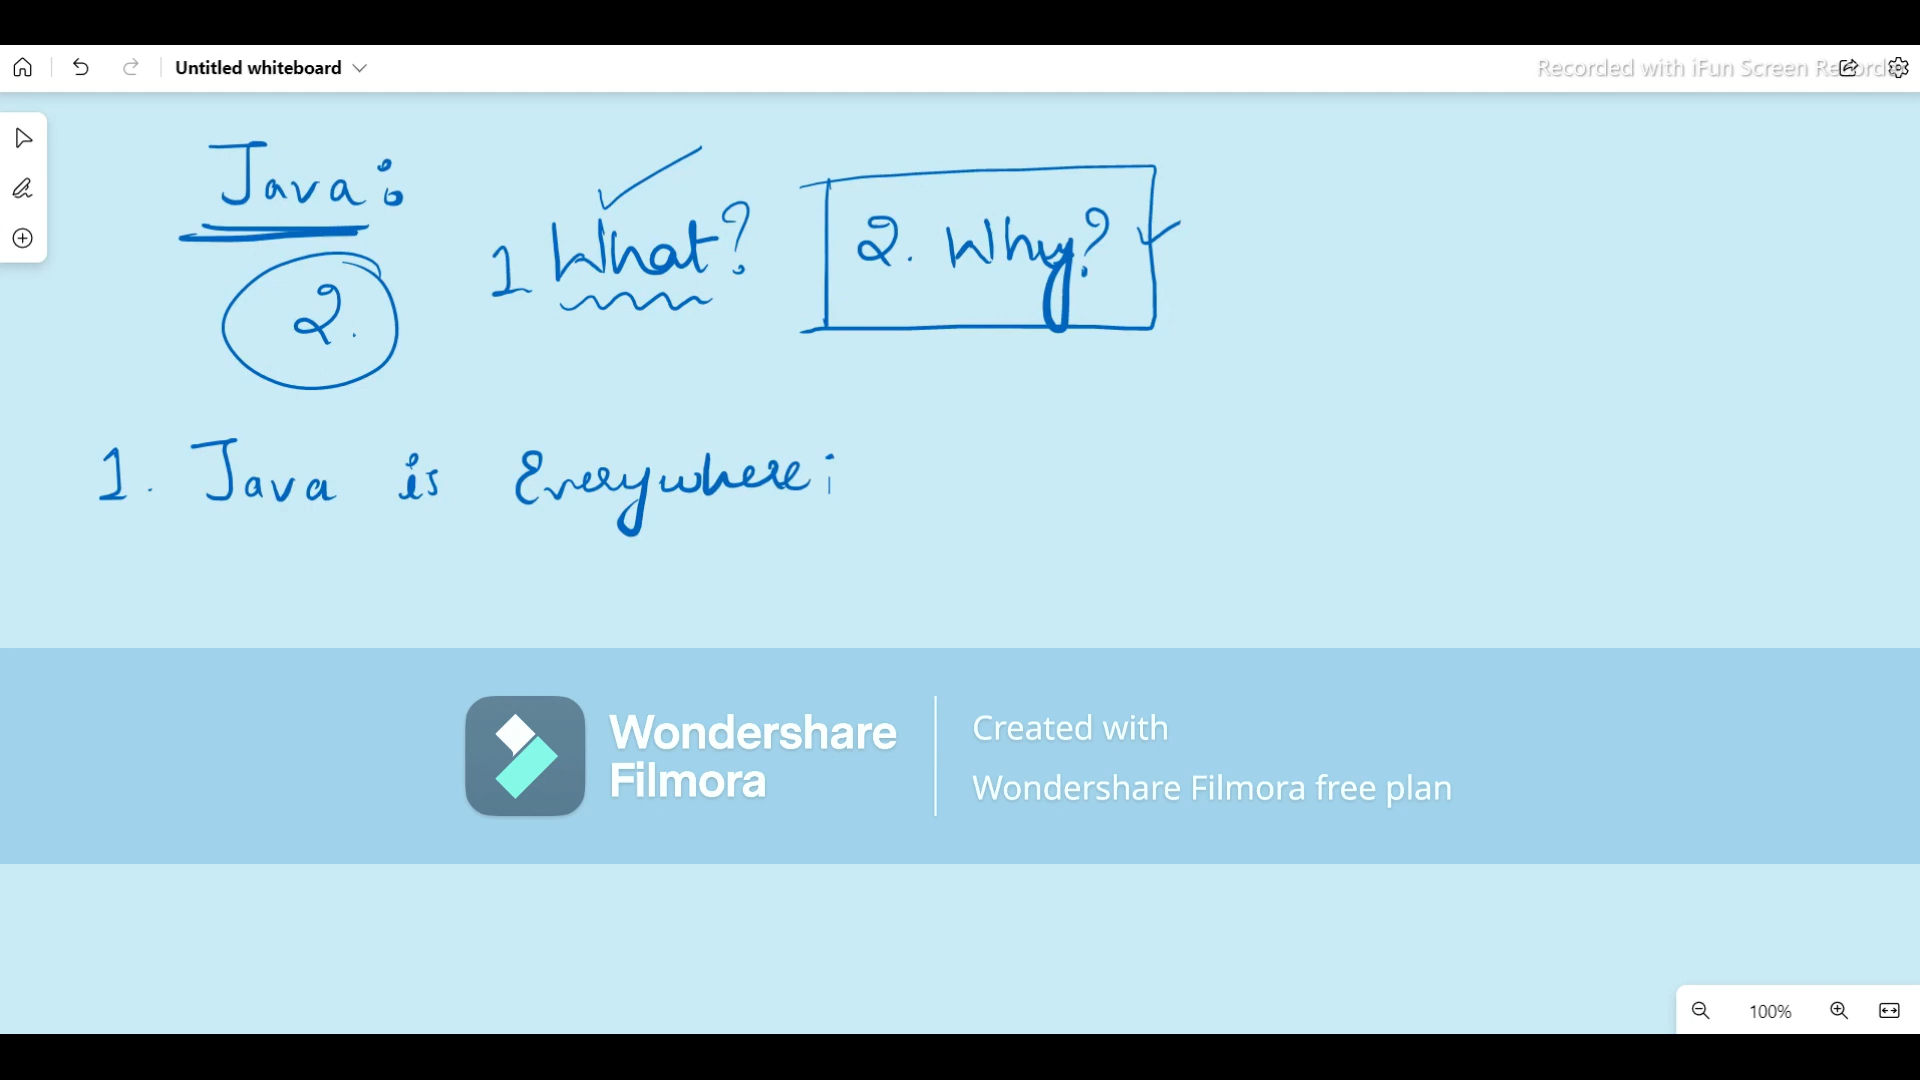 Untitled whiteboard
Recorded with iFun Screen Recorder
Java:
1 What? 2. Why?
2.
1. Java is Everywhere:
Wondershare Filmora
Created with
Wondershare Filmora free plan
100%